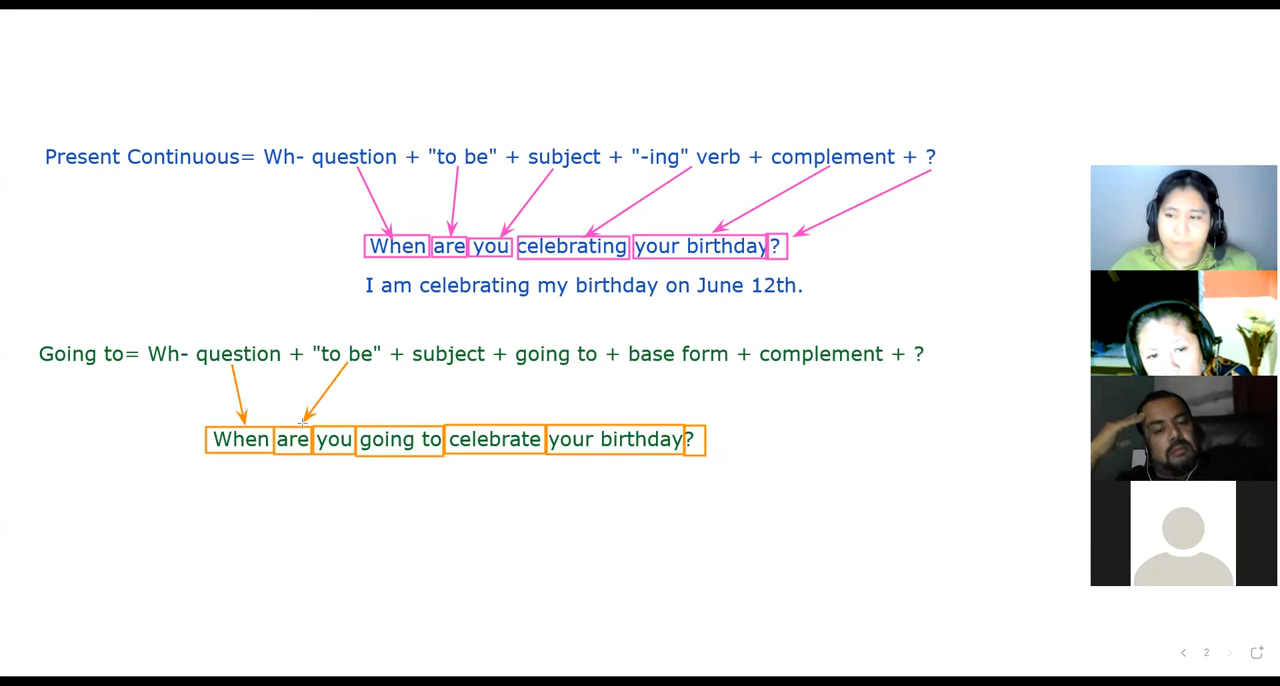 Present Continuous= Wh- question + "to be" + subject + "-ing" verb + complement + ?
When are you celebrating your birthday?
I am celebrating my birthday on June 12th.
Going to= Wh- question + "to be" + subject + going to + base form + complement + ?
When are you going to celebrate your birthday?
2